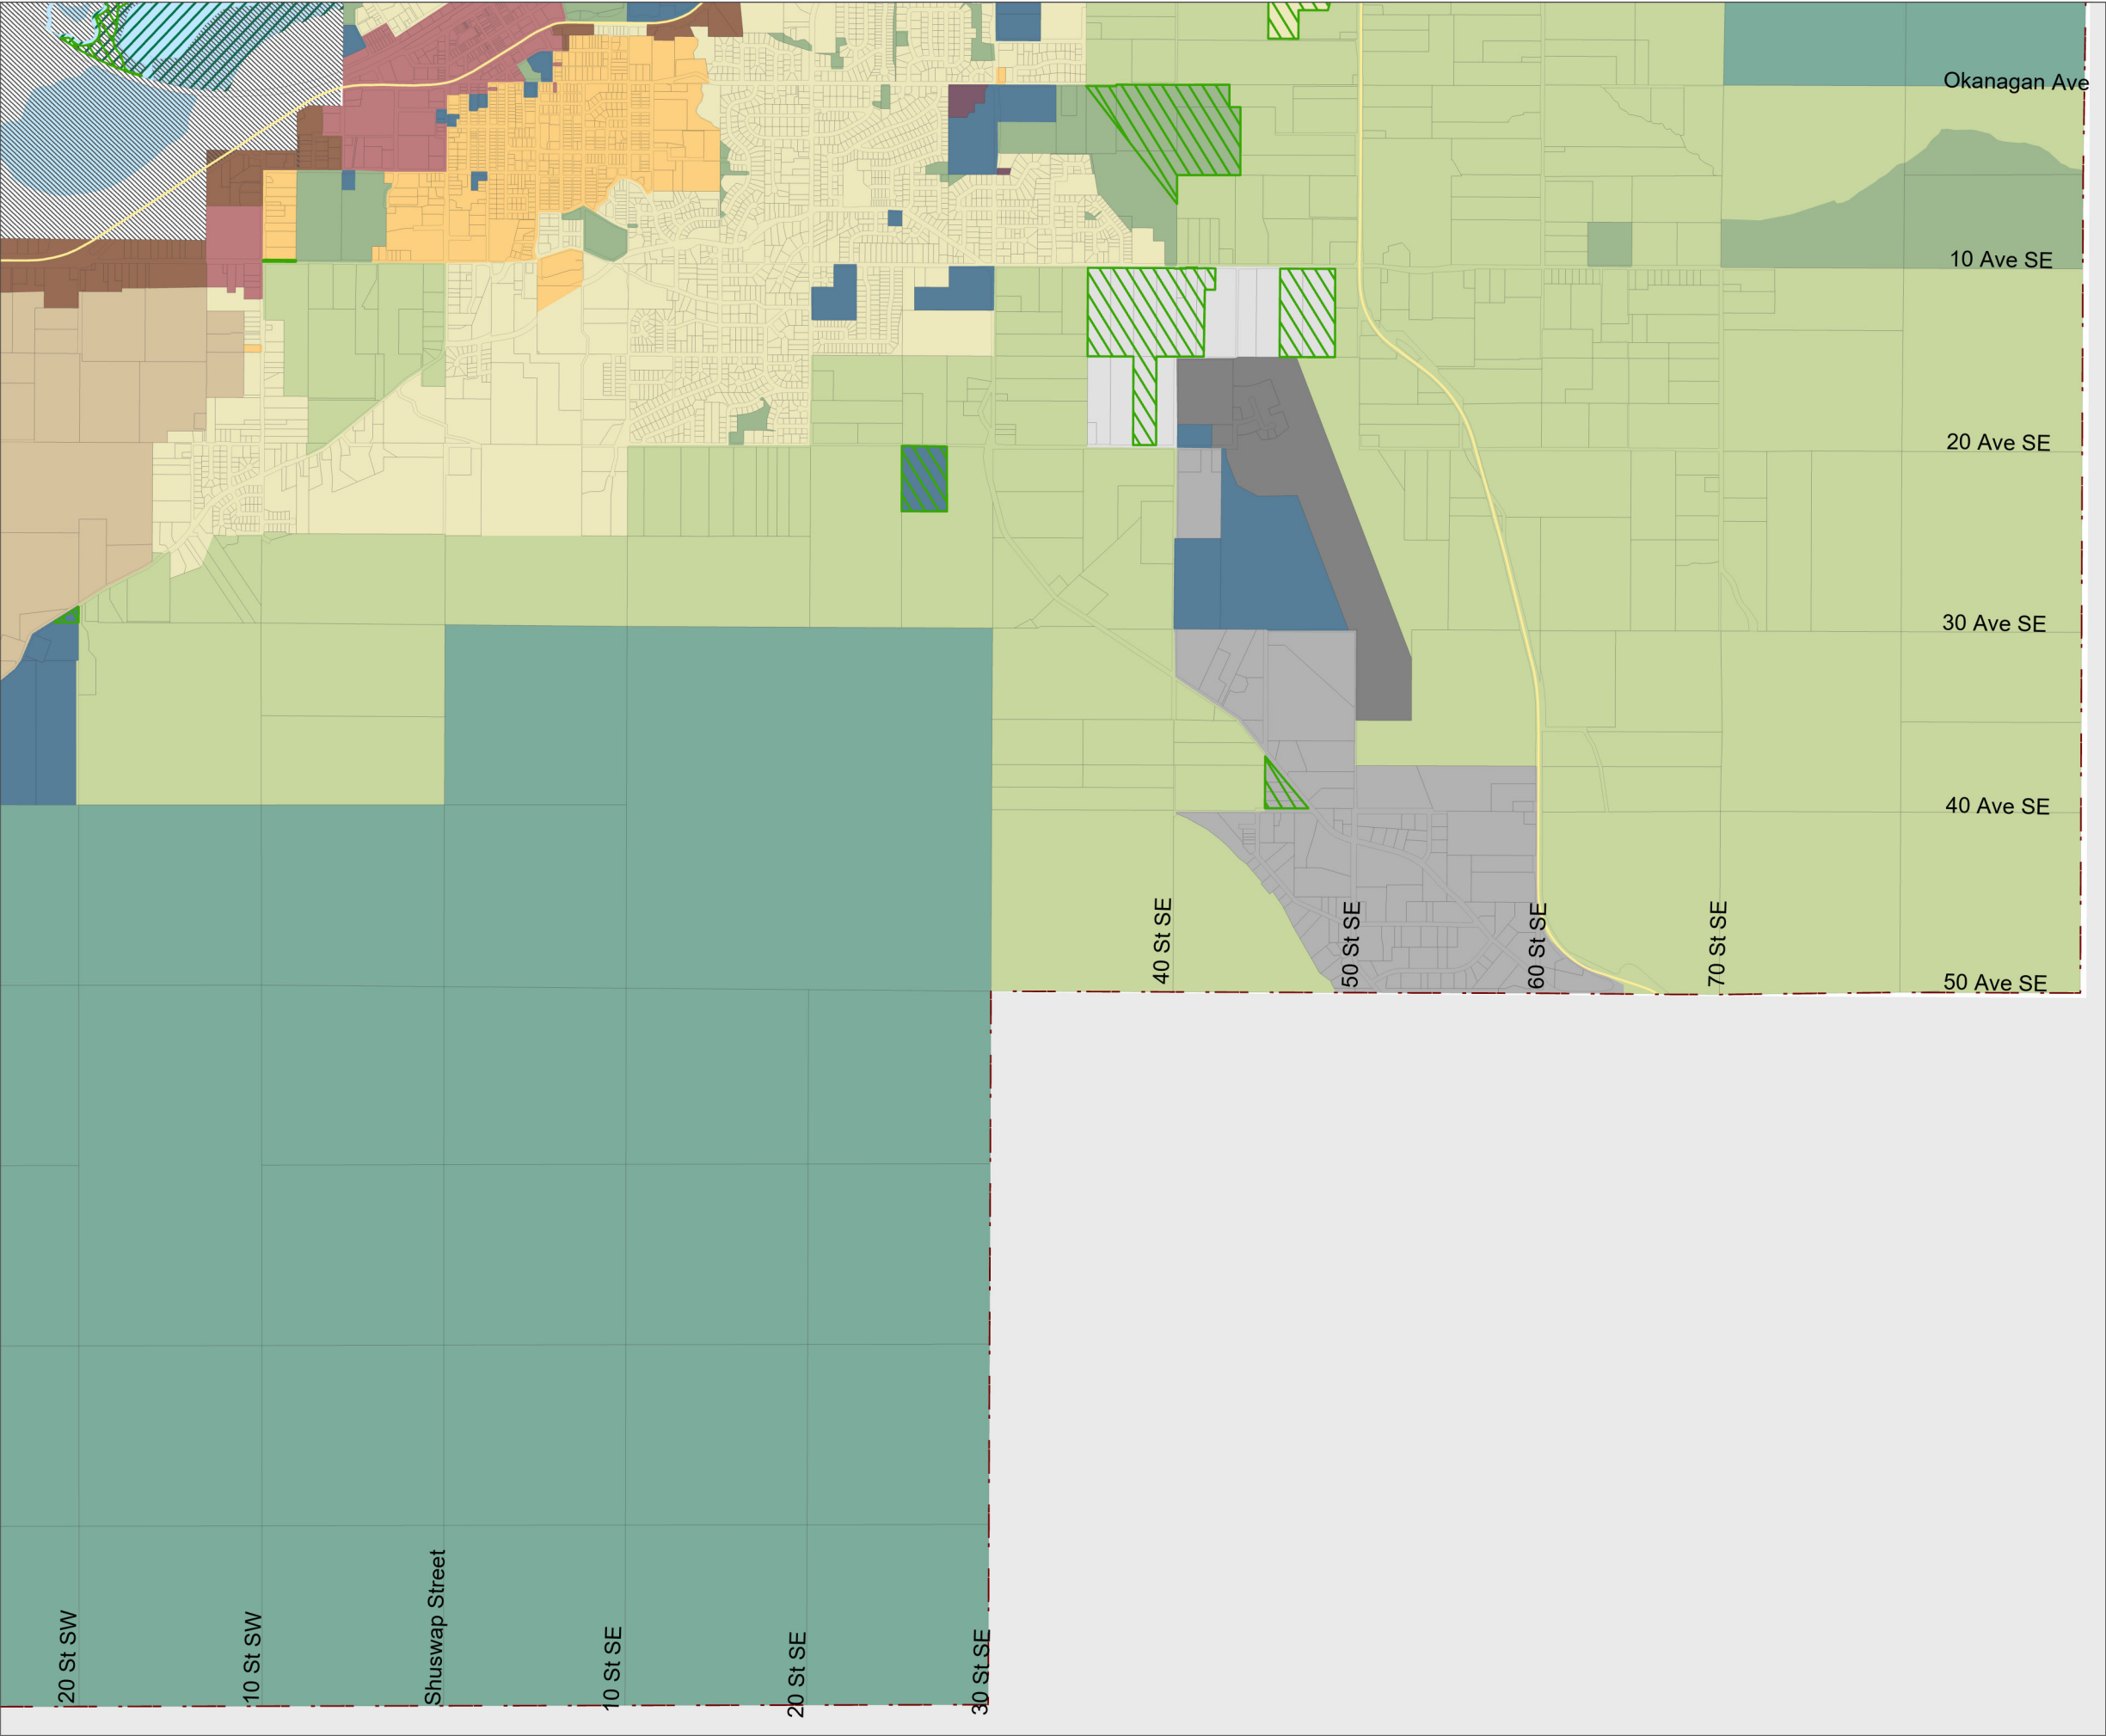 Okanagan Ave
10 Ave SE
20 Ave SE
30 Ave SE
40 Ave SE
40 St SE
50 St SE
60 St SE
70 St SE
50 Ave SE
20 St SW
10 St SW
Shuswap Street
10 St SE
20 St SE
30 St SE